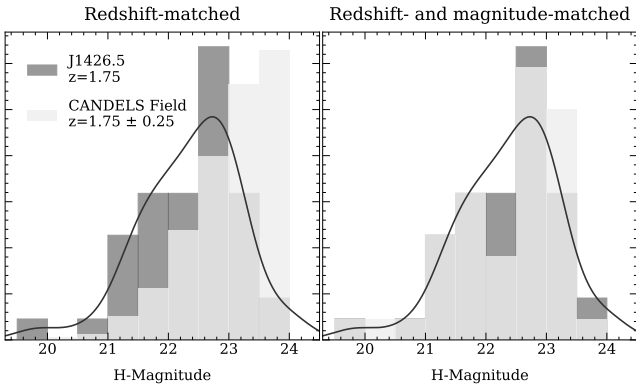 Redshift-matched
Redshift- and magnitude-matched
J1426.5
z=1.75
CANDELS Field
z=1.75 ± 0.25
20 21 22 23 24
20 21 22 23 24
H-Magnitude
H-Magnitude